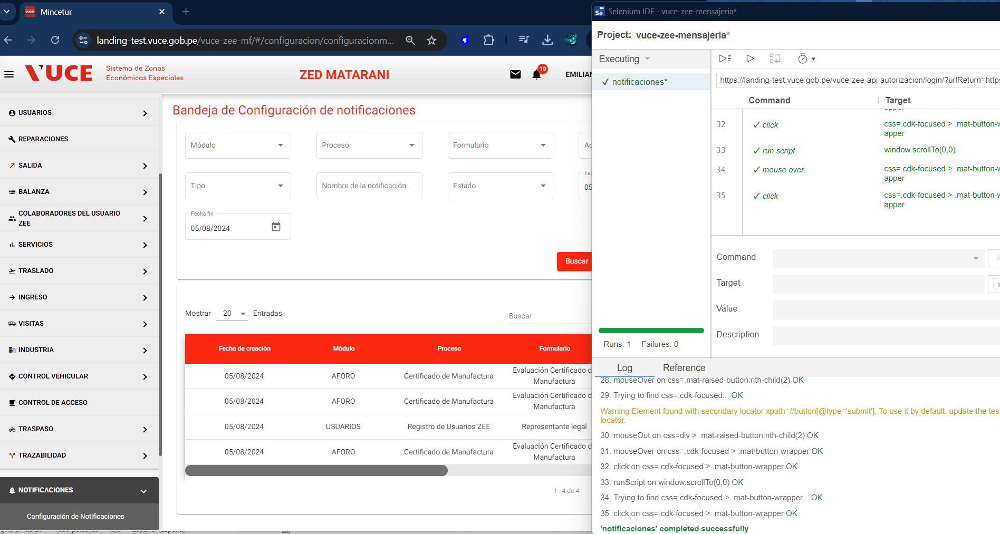 Mincetur
landing-test.vuce.gob.pe/vuce-zee-mf/#/configuracion/configuracionm...
VUCE
Sistema de Zonas
Económicas Especiales
ZED MATARANI
10
EMILIAN
USUARIOS
REPARACIONES
SALIDA
BALANZA
COLABORADORES DEL USUARIO
ZEE
SERVICIOS
TRASLADO
INGRESO
VISITAS
INDUSTRIA
CONTROL VEHICULAR
CONTROL DE ACCESO
TRASPASO
TRAZABILIDAD
NOTIFICACIONES
Configuración de Notificaciones
Bandeja de Configuración de notificaciones
Módulo
Proceso
Formulario
Ac
Tipo
Nombre de la notificación
Estado
Fec
05
Fecha fin
05/08/2024
Buscar
Mostrar 20 Entradas
Buscar
Fecha de creación Módulo Proceso Formulario
05/08/2024 AFORO Certificado de Manufactura Evaluación Certificado d
Manufactura
05/08/2024 AFORO Certificado de Manufactura Evaluación Certificado d
Manufactura
05/08/2024 USUARIOS Registro de Usuarios ZEE Representante legal
05/08/2024 AFORO Certificado de Manufactura Evaluación Certificado d
Manufactura
1 - 4 de 4
Se Selenium IDE - vuce-zee-mensajeria*
Project: vuce-zee-mensajeria*
Executing
✓ notificaciones*
https://landing-test.vuce.gob.pe/vuce-zee-api-autorizacion/login/?urlReturn=https
Command Target
32 ✓ click css=.cdk-focused > .mat-button-w
apper
33 ✓ run script window.scrollTo(0,0)
34 ✓ mouse over css=.cdk-focused > .mat-button-w
apper
35 ✓ click css=.cdk-focused > .mat-button-w
apper
Command
//
Target
Value
Description
Runs: 1 Failures: 0
Log Reference
28. mouseOver on css=.mat-raised-button:nth-child(2) OK
29. Trying to find css=.cdk-focused... OK
Warning Element found with secondary locator xpath=//button[@type='submit']. To use it by default, update the tes
locator.
30. mouseOut on css=div > .mat-raised-button:nth-child(2) OK
31. mouseOver on css=.cdk-focused > .mat-button-wrapper OK
32. click on css=.cdk-focused > .mat-button-wrapper OK
33. runScript on window.scrollTo(0,0) OK
34. Trying to find css=.cdk-focused > .mat-button-wrapper... OK
35. click on css=.cdk-focused > .mat-button-wrapper OK
'notificaciones' completed successfully